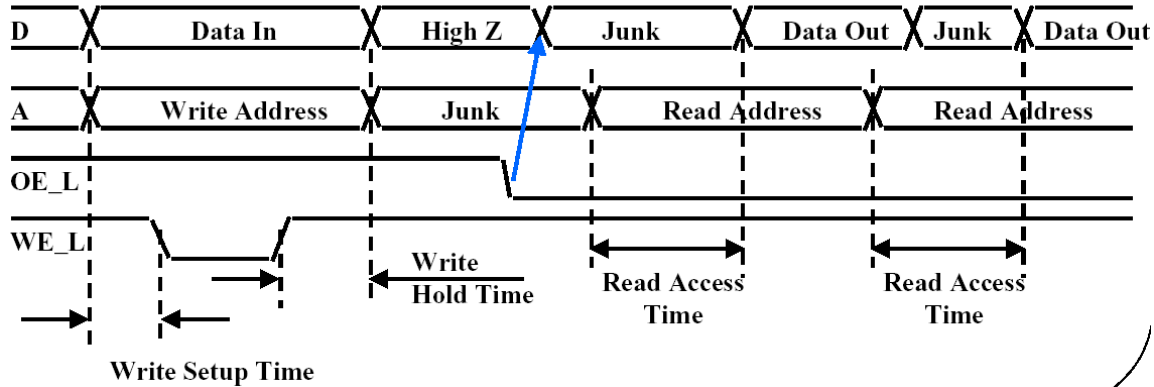 D Data In High Z Junk Data Out Junk Data Out
A Write Address Junk Read Address Read Address
OE_L
WE_L
Write
Hold Time
Read Access
Time
Read Access
Time
Write Setup Time